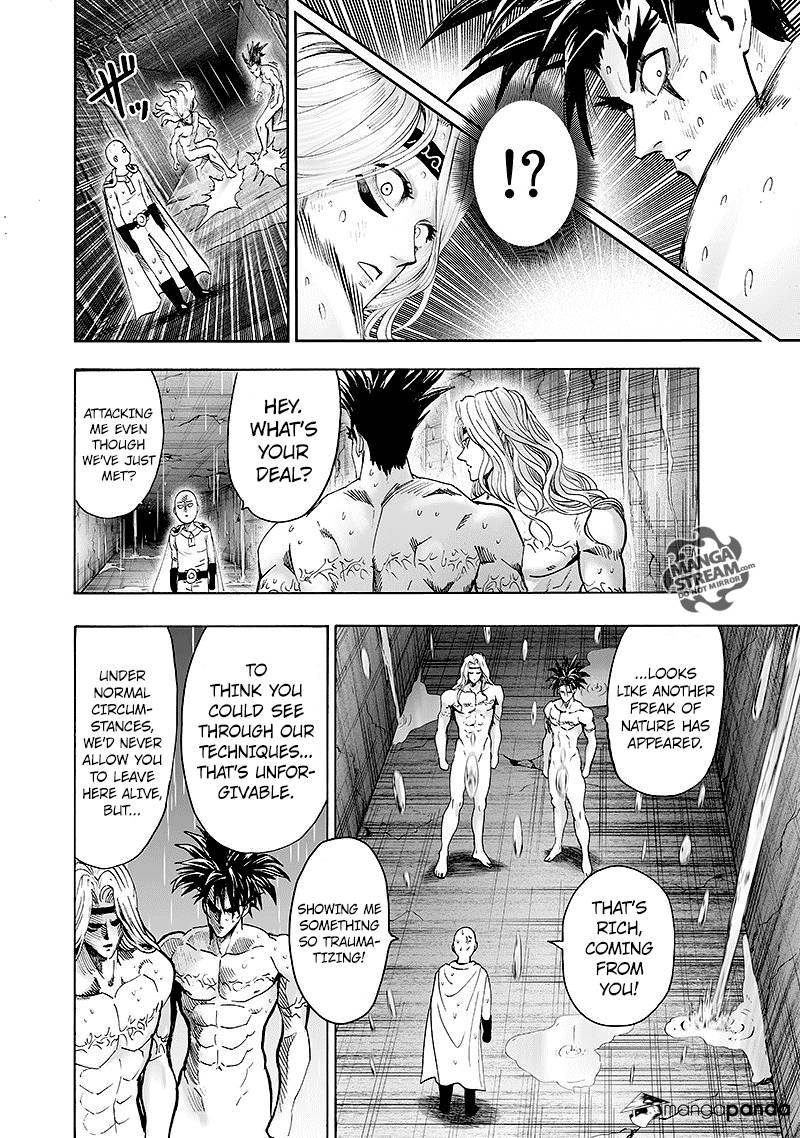 !?
ザッ
HEY.
WHAT'S
YOUR
DEAL?
ATTACKING
ME EVEN
THOUGH
WE'VE JUST
MET?
READ
MANGA
STREAM.com
DO NOT MIRROR
...LOOKS
LIKE ANOTHER
FREAK OF
NATURE HAS
APPEARED.
THAT'S
RICH,
COMING
FROM
YOU!
SHOWING ME
SOMETHING
SO TRAUMA-
TIZING!
TO
THINK YOU
COULD SEE
THROUGH OUR
TECHNIQUES...
THAT'S UNFOR-
GIVABLE.
UNDER
NORMAL
CIRCUM-
STANCES,
WE'D NEVER
ALLOW YOU
TO LEAVE
HERE ALIVE,
BUT...
mangapanda